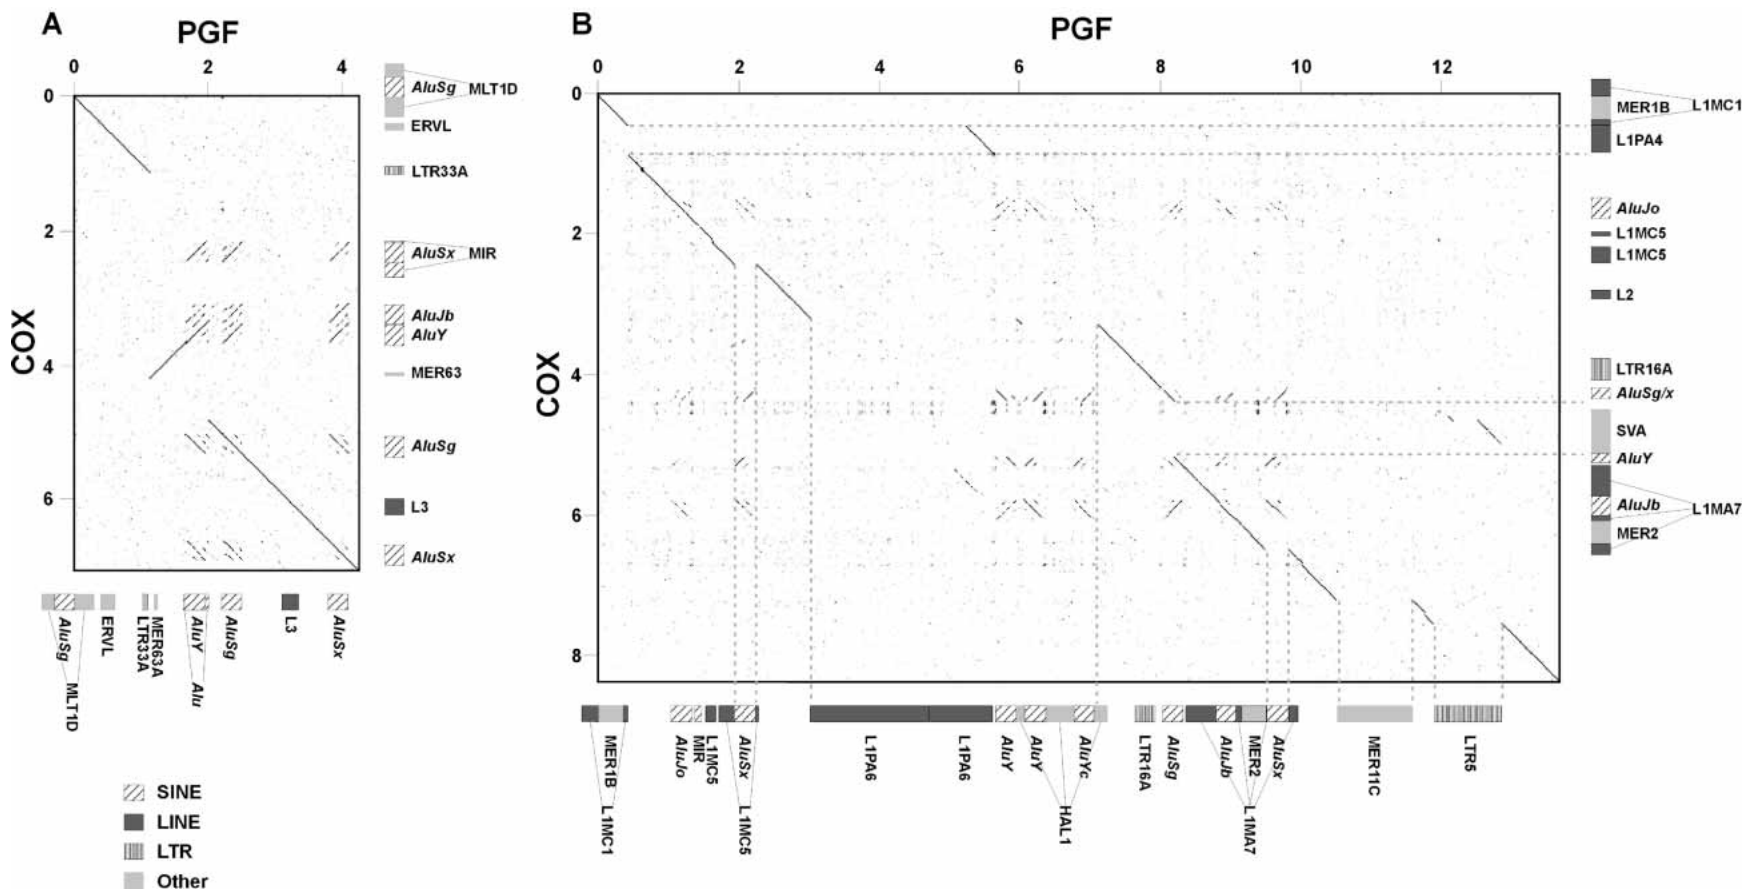 A
PGF
0 2 4
0
2
4
6
COX
AluSg
MLT1D
ERVL
LTR33A
AluSx
MIR
AluJb
AluY
MER63
AluSg
L3
AluSx
AluSg
MLT1D
ERVL
LTR33A
MER63A
AluY
Alu
AluSg
L3
AluSx
SINE
LINE
LTR
Other
B
PGF
0 2 4 6 8 10 12
0
2
4
6
8
COX
MER1B
L1MC1
L1PA4
AluJo
L1MC5
L1MC5
L2
LTR16A
AluSg/x
SVA
AluY
AluJb
L1MA7
MER2
MER1B
L1MC1
AluJo
MIR
L1MC5
AluSx
L1MC5
L1PA6
L1PA6
AluY
AluY
HAL1
AluYc
LTR16A
AluSg
AluJb
MER2
L1MA7
AluSx
MER11C
LTR5